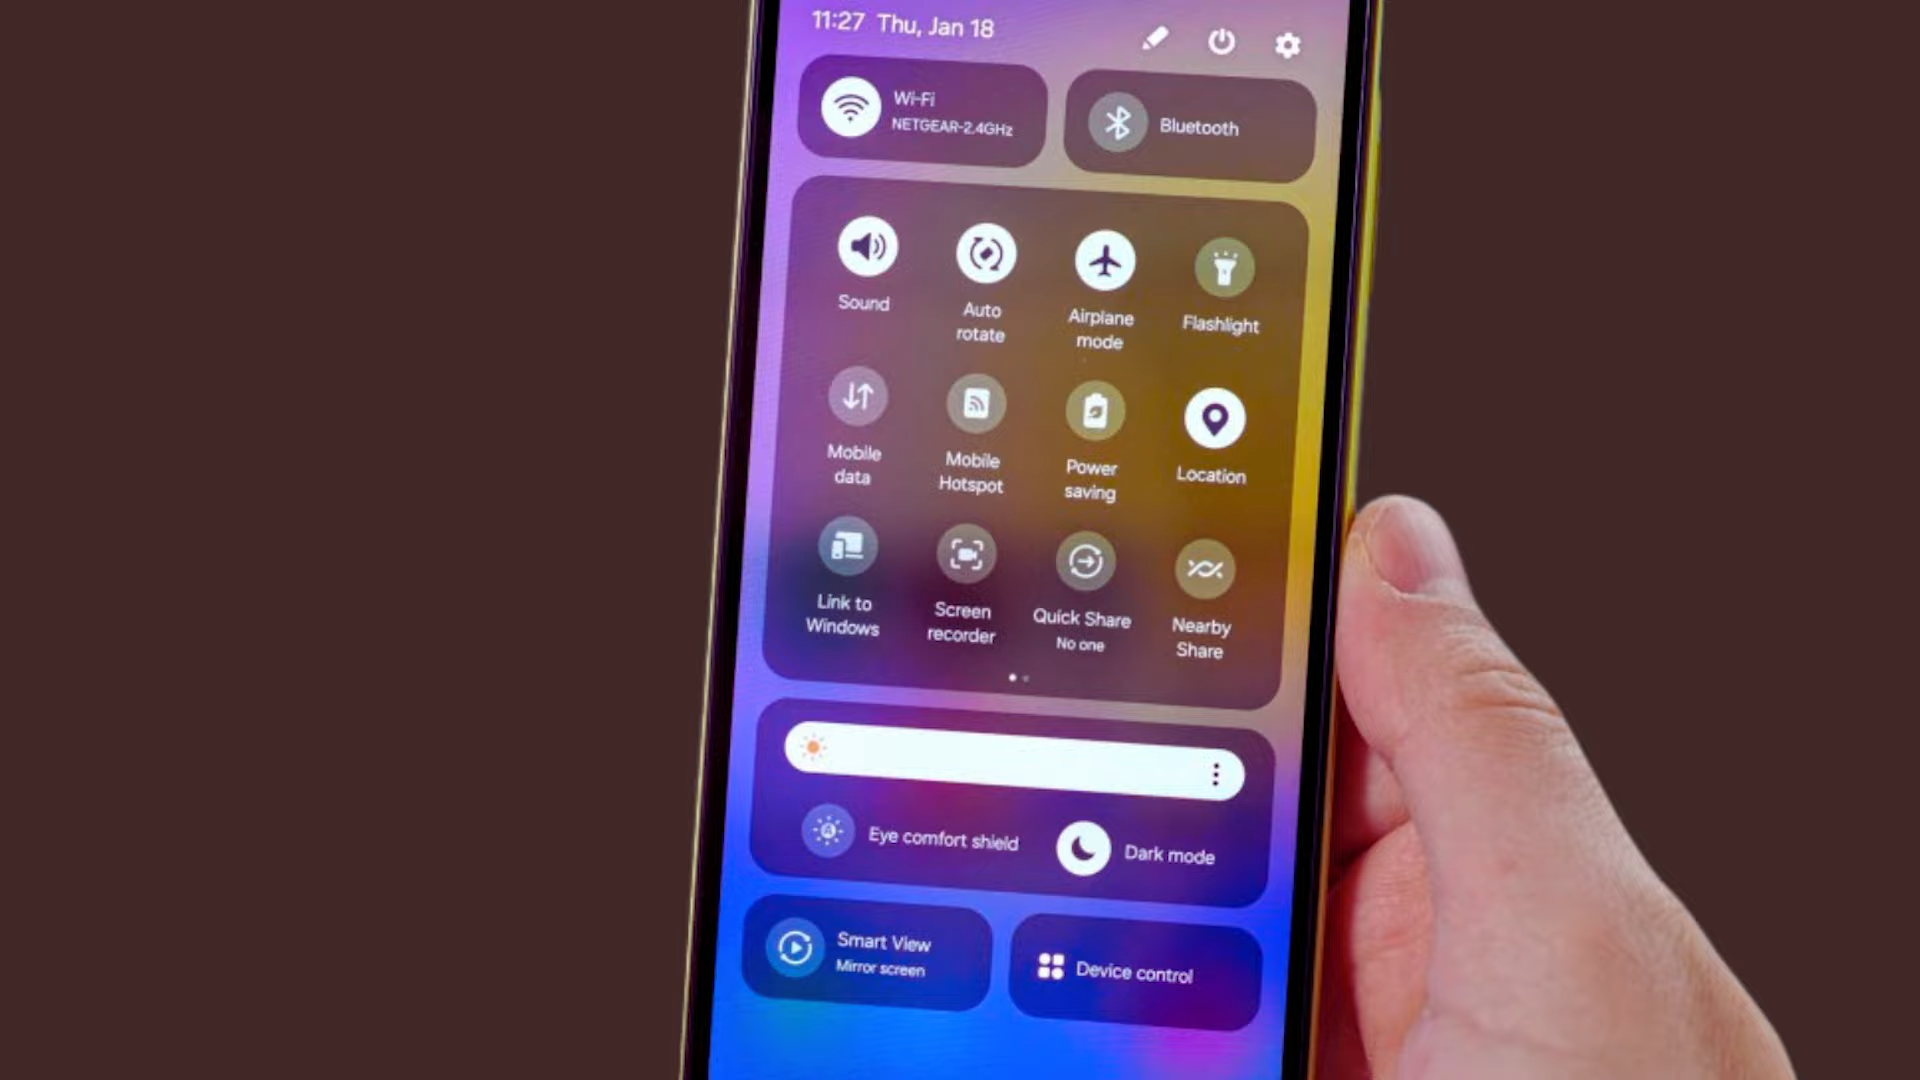 11:27 Thu, Jan 18
Wi-Fi
NETGEAR-2.4GHz
Bluetooth
Sound
Auto
rotate
Airplane
mode
Flashlight
Mobile
data
Mobile
Hotspot
Power
saving
Location
Link to
Windows
Screen
recorder
Quick Share
No one
Nearby
Share
Eye comfort shield
Dark mode
Smart View
Mirror screen
Device control